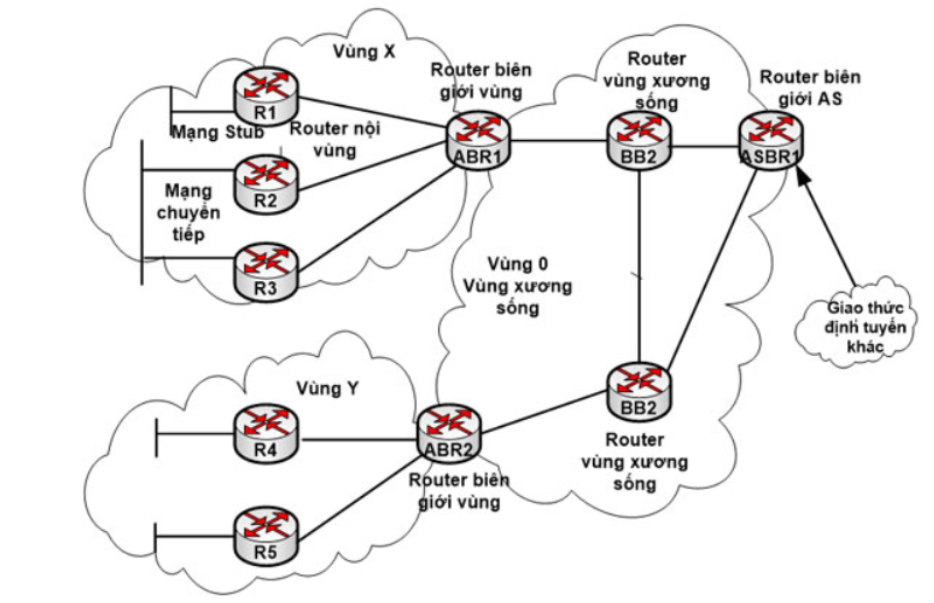 Vùng X
Router biên
giới vùng
Router
vùng xương
sống
Router biên
giới AS
R1
Mạng Stub
Router nội
vùng
ABR1
BB2
ASBR1
R2
Mạng
chuyển
tiếp
R3
Vùng 0
Vùng xương
sống
Giao thức
định tuyến
khác
Vùng Y
BB2
R4
ABR2
Router
vùng xương
sống
Router biên
giới vùng
R5